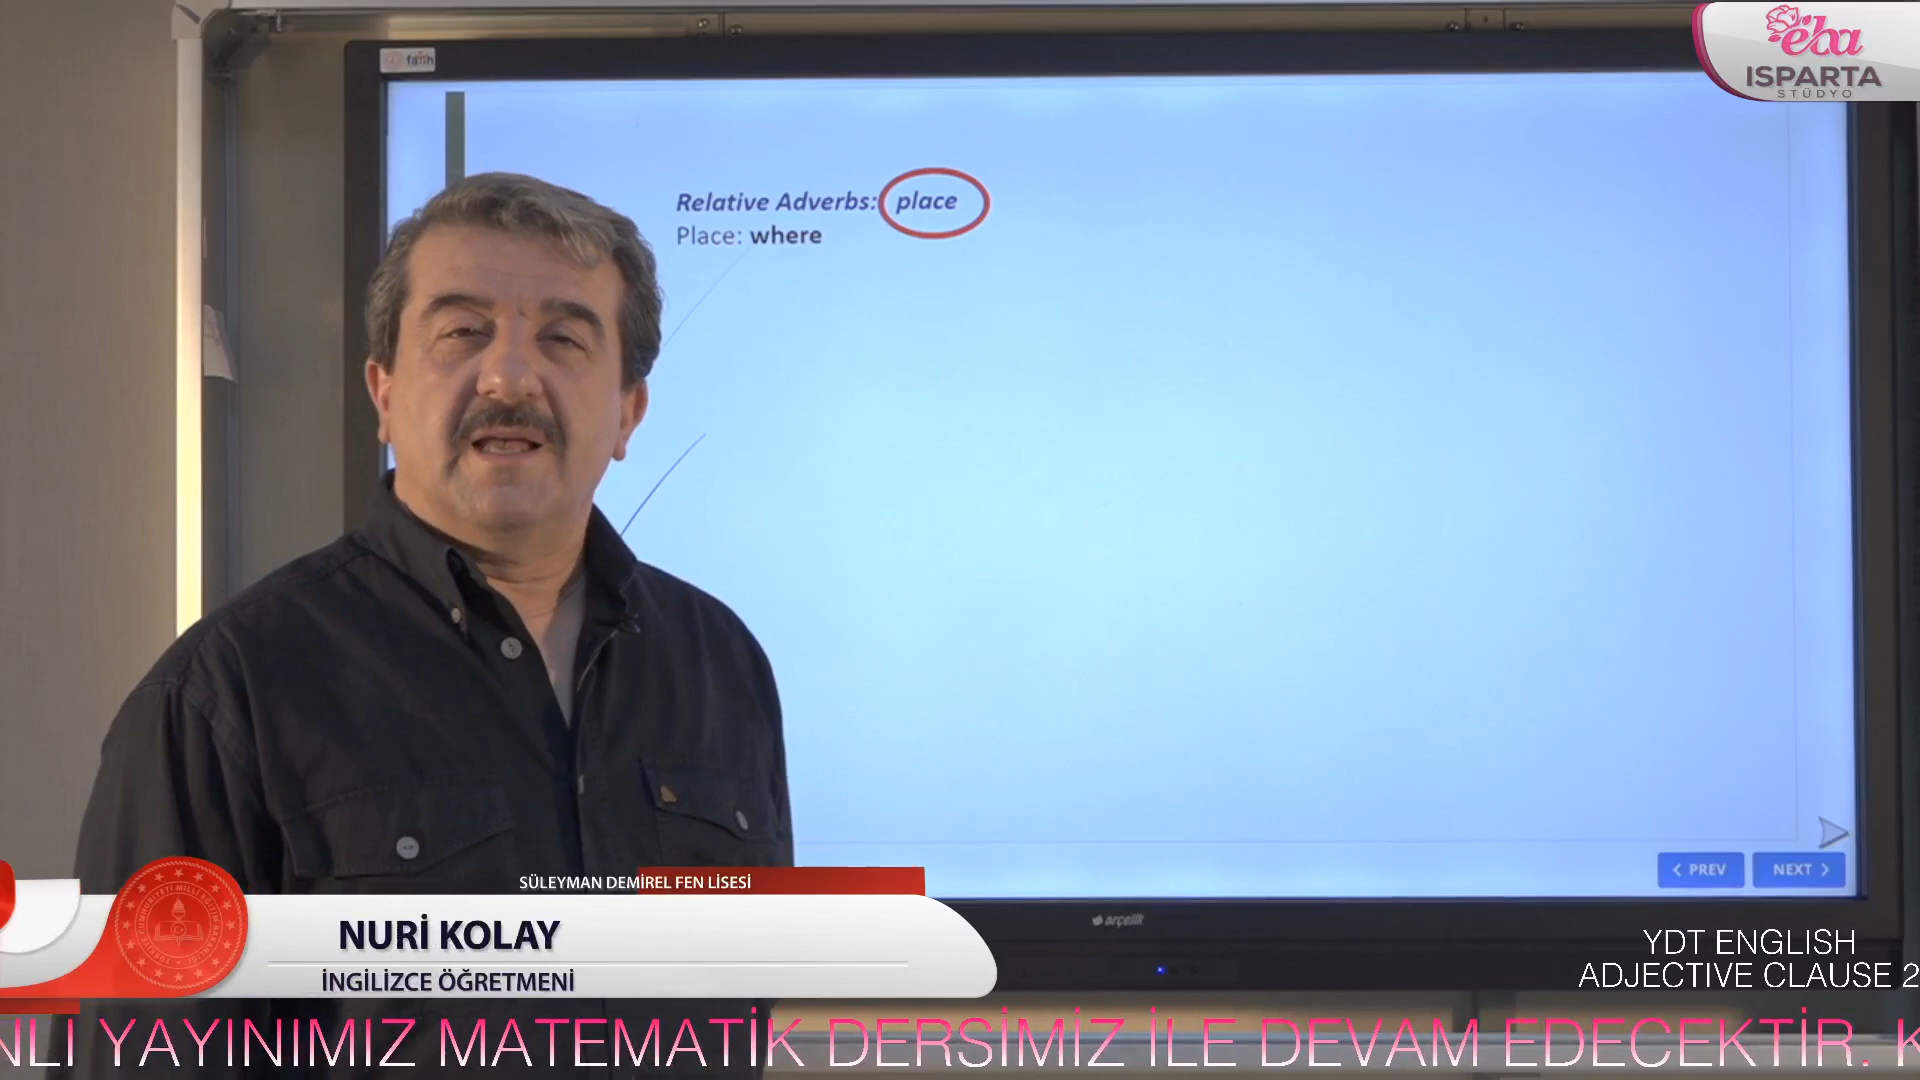 fatih
eba
ISPARTA
STÜDYO
Relative Adverbs: place
Place: where
PREV
NEXT
arçelik
SÜLEYMAN DEMİREL FEN LİSESİ
NURİ KOLAY
İNGİLİZCE ÖĞRETMENİ
YDT ENGLISH
ADJECTIVE CLAUSE 2
NLI YAYINIMIZ MATEMATİK DERSİMİZ İLE DEVAM EDECEKTİR. K